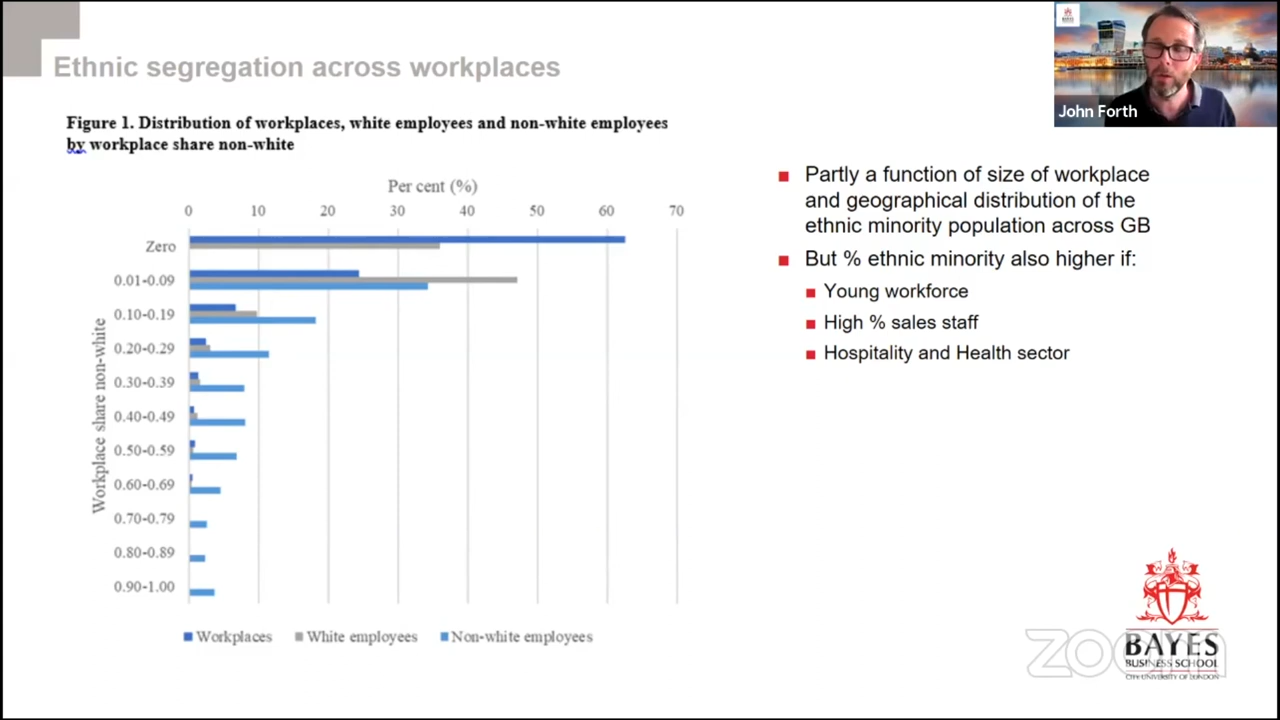 Ethnic segregation across workplaces
BAYES
John Forth
Figure 1. Distribution of workplaces, white employees and non-white employees
by workplace share non-white
Per cent (%)
0 10 20 30 40 50 60 70
Workplace share non-white
Zero
0.01-0.09
0.10-0.19
0.20-0.29
0.30-0.39
0.40-0.49
0.50-0.59
0.60-0.69
0.70-0.79
0.80-0.89
0.90-1.00
Workplaces White employees Non-white employees
Partly a function of size of workplace
and geographical distribution of the
ethnic minority population across GB
But % ethnic minority also higher if:
Young workforce
High % sales staff
Hospitality and Health sector
BAYES
BUSINESS SCHOOL
CITY UNIVERSITY OF LONDON
zoom